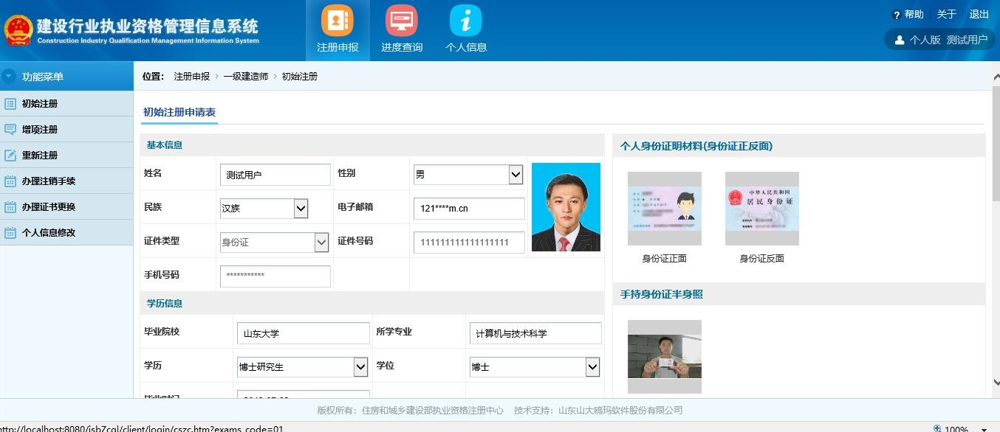 建设行业执业资格管理信息系统
Construction Industry Qualification Management Information System
注册申报 进度查询 个人信息
帮助 关于 退出
个人版 测试用户
功能菜单
初始注册
增项注册
重新注册
办理注销手续
办理证书更换
个人信息修改
位置： 注册申报 > 一级建造师 > 初始注册
初始注册申请表
基本信息
姓名 测试用户 性别 男
民族 汉族 电子邮箱 121****m.cn
证件类型 身份证 证件号码 111111111111111111
手机号码 ***********
学历信息
毕业院校 山东大学 所学专业 计算机与技术科学
学历 博士研究生 学位 博士
毕业时间
个人身份证明材料(身份证正反面)
中华人民共和国
居民身份证
身份证正面 身份证反面
手持身份证半身照
版权所有：住房和城乡建设部执业资格注册中心 技术支持：山东山大鸥玛软件股份有限公司
http://localhost:8080/jsbZcgl/client/login/cszc.htm?exams_code=01
100%